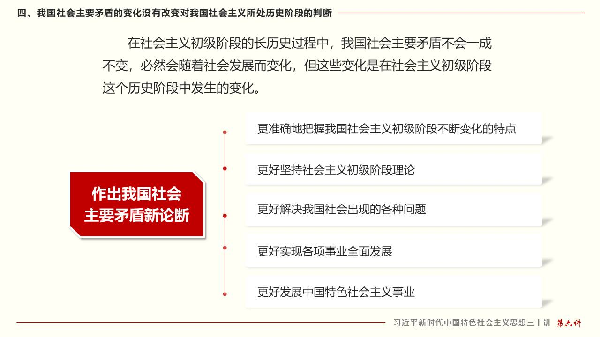 四、我国社会主要矛盾的变化没有改变对我国社会主义所处历史阶段的判断
在社会主义初级阶段的长历史过程中，我国社会主要矛盾不会一成
不变，必然会随着社会发展而变化，但这些变化是在社会主义初级阶段
这个历史阶段中发生的变化。
作出我国社会
主要矛盾新论断
更准确地把握我国社会主义初级阶段不断变化的特点
更好坚持社会主义初级阶段理论
更好解决我国社会出现的各种问题
更好实现各项事业全面发展
更好发展中国特色社会主义事业
习近平新时代中国特色社会主义思想三十讲 第六讲